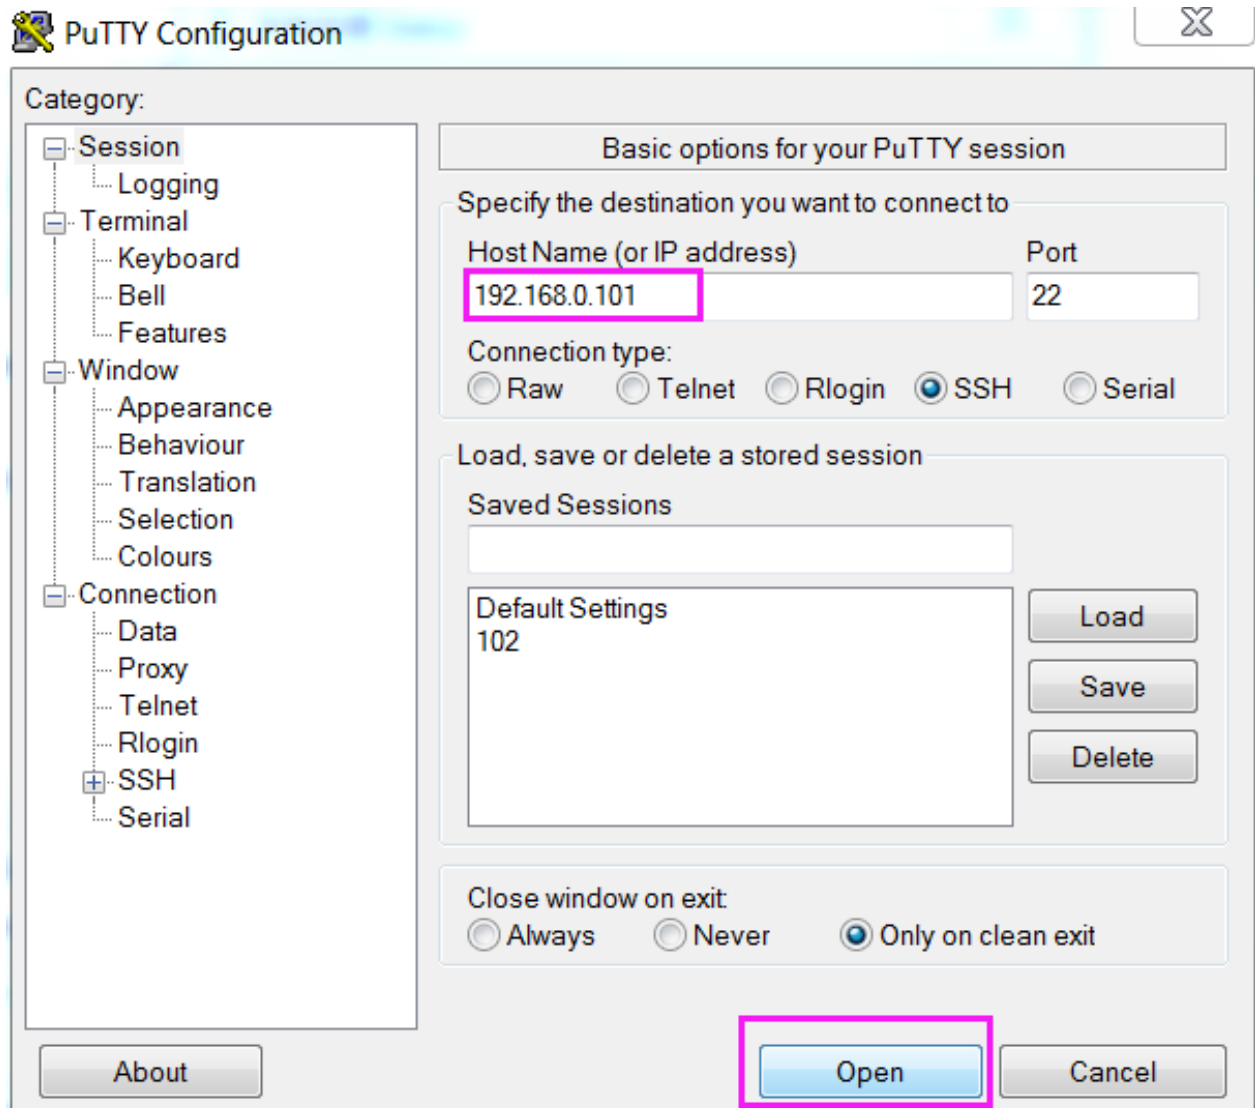 PuTTY Configuration
Category:
Session
Logging
Terminal
Keyboard
Bell
Features
Window
Appearance
Behaviour
Translation
Selection
Colours
Connection
Data
Proxy
Telnet
Rlogin
SSH
Serial
Basic options for your PuTTY session
Specify the destination you want to connect to
Host Name (or IP address) Port
192.168.0.101 22
Connection type:
Raw Telnet Rlogin SSH Serial
Load, save or delete a stored session
Saved Sessions
Default Settings
102
Load
Save
Delete
Close window on exit:
Always Never Only on clean exit
About Open Cancel